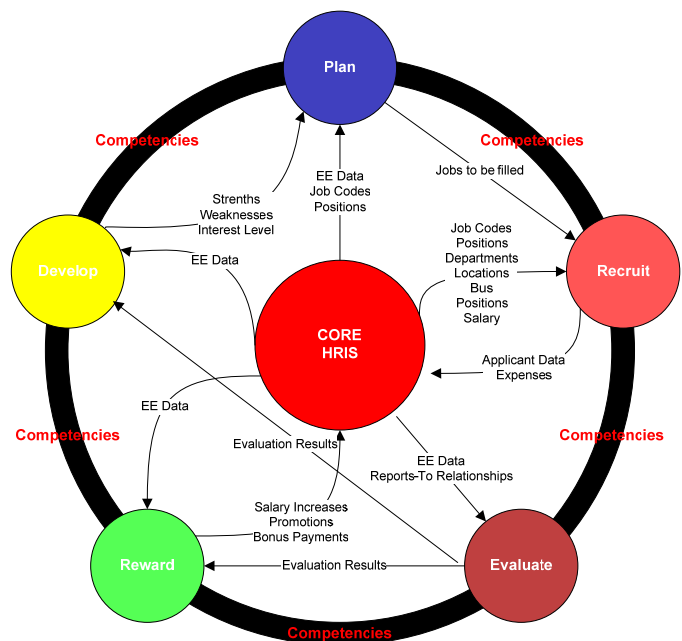 Plan
Competencies
Competencies
Jobs to be filled
EE Data
Job Codes
Positions
Strenths
Weaknesses
Interest Level
Job Codes
Positions
Departments
Locations
Bus
Positions
Salary
Develop
EE Data
Recruit
CORE
HRIS
Applicant Data
Expenses
EE Data
Competencies
Competencies
Evaluation Results
EE Data
Reports-To Relationships
Salary Increases
Promotions
Bonus Payments
Reward
Evaluation Results
Evaluate
Competencies